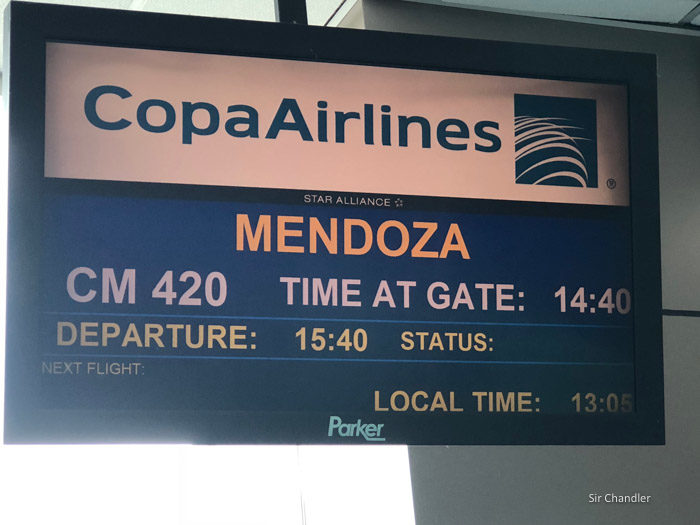 CopaAirlines
®
STAR ALLIANCE
MENDOZA
CM 420 TIME AT GATE: 14:40
DEPARTURE: 15:40 STATUS:
NEXT FLIGHT:
LOCAL TIME: 13:05
Parker
Sir Chandler